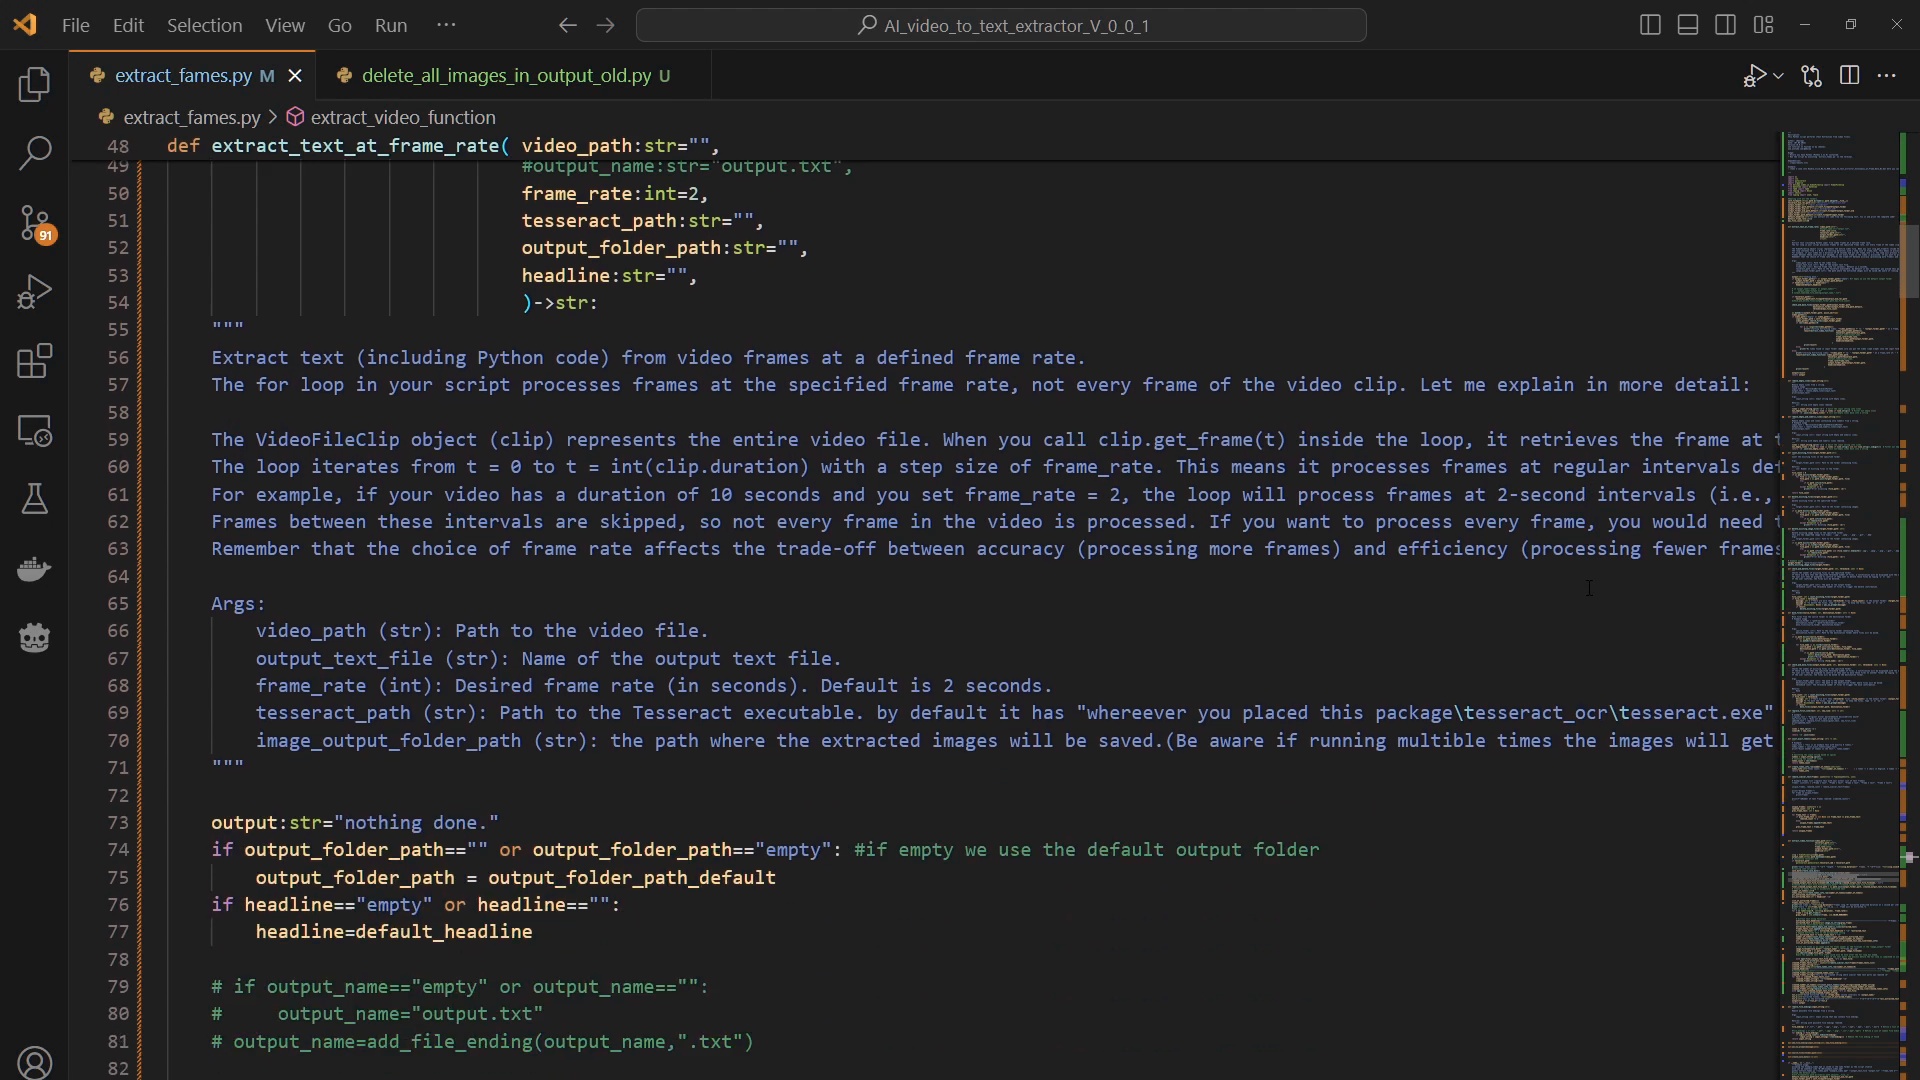 File Edit Selection View Go Run ··· AI_video_to_text_extractor_V_0_0_1
extract_fames.py M delete_all_images_in_output_old.py U
extract_fames.py > extract_video_function
48 def extract_text_at_frame_rate( video_path:str="",
49 #output_name:str="output.txt",
50 frame_rate:int=2,
51 tesseract_path:str="",
52 output_folder_path:str="",
53 headline:str="",
54 )->str:
55 """
56 Extract text (including Python code) from video frames at a defined frame rate.
57 The for loop in your script processes frames at the specified frame rate, not every frame of the video clip. Let me explain in more detail:
58
59 The VideoFileClip object (clip) represents the entire video file. When you call clip.get_frame(t) inside the loop, it retrieves the frame at
60 The loop iterates from t = 0 to t = int(clip.duration) with a step size of frame_rate. This means it processes frames at regular intervals de
61 For example, if your video has a duration of 10 seconds and you set frame_rate = 2, the loop will process frames at 2-second intervals (i.e.,
62 Frames between these intervals are skipped, so not every frame in the video is processed. If you want to process every frame, you would need
63 Remember that the choice of frame rate affects the trade-off between accuracy (processing more frames) and efficiency (processing fewer frames
64
65 Args:
66 video_path (str): Path to the video file.
67 output_text_file (str): Name of the output text file.
68 frame_rate (int): Desired frame rate (in seconds). Default is 2 seconds.
69 tesseract_path (str): Path to the Tesseract executable. by default it has "whereever you placed this package\tesseract_ocr\tesseract.exe"
70 image_output_folder_path (str): the path where the extracted images will be saved.(Be aware if running multible times the images will get
71 """
72
73 output:str="nothing done."
74 if output_folder_path=="" or output_folder_path=="empty": #if empty we use the default output folder
75 output_folder_path = output_folder_path_default
76 if headline=="empty" or headline=="":
77 headline=default_headline
78
79 # if output_name=="empty" or output_name=="":
80 # output_name="output.txt"
81 # output_name=add_file_ending(output_name,".txt")
82
91